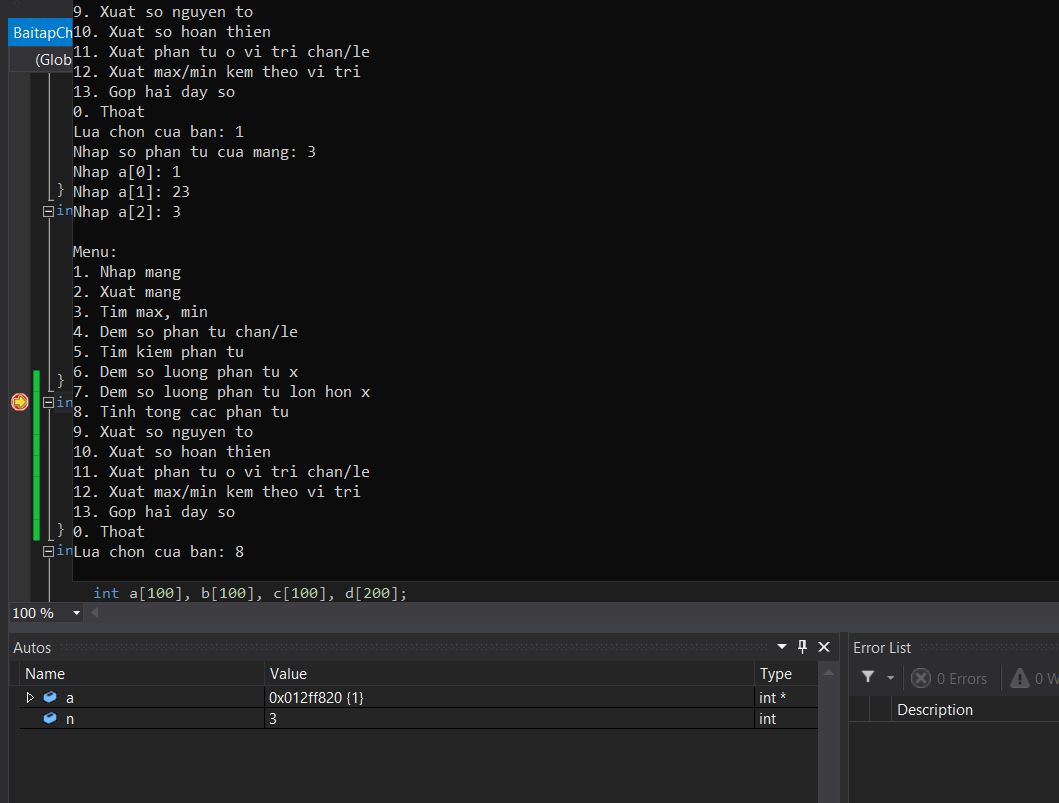 9. Xuat so nguyen to
BaitapCh
10. Xuat so hoan thien
(Glob
11. Xuat phan tu o vi tri chan/le
12. Xuat max/min kem theo vi tri
13. Gop hai day so
0. Thoat
Lua chon cua ban: 1
Nhap so phan tu cua mang: 3
Nhap a[0]: 1
} Nhap a[1]: 23
in Nhap a[2]: 3
Menu:
1. Nhap mang
2. Xuat mang
3. Tim max, min
4. Dem so phan tu chan/le
5. Tim kiem phan tu
} 6. Dem so luong phan tu x
7. Dem so luong phan tu lon hon x
in 8. Tinh tong cac phan tu
9. Xuat so nguyen to
10. Xuat so hoan thien
11. Xuat phan tu o vi tri chan/le
12. Xuat max/min kem theo vi tri
13. Gop hai day so
} 0. Thoat
in Lua chon cua ban: 8
int a[100], b[100], c[100], d[200];
100 %
Autos
Name Value Type
a 0x012ff820 {1} int *
n 3 int
Error List
0 Errors 0 W
Description